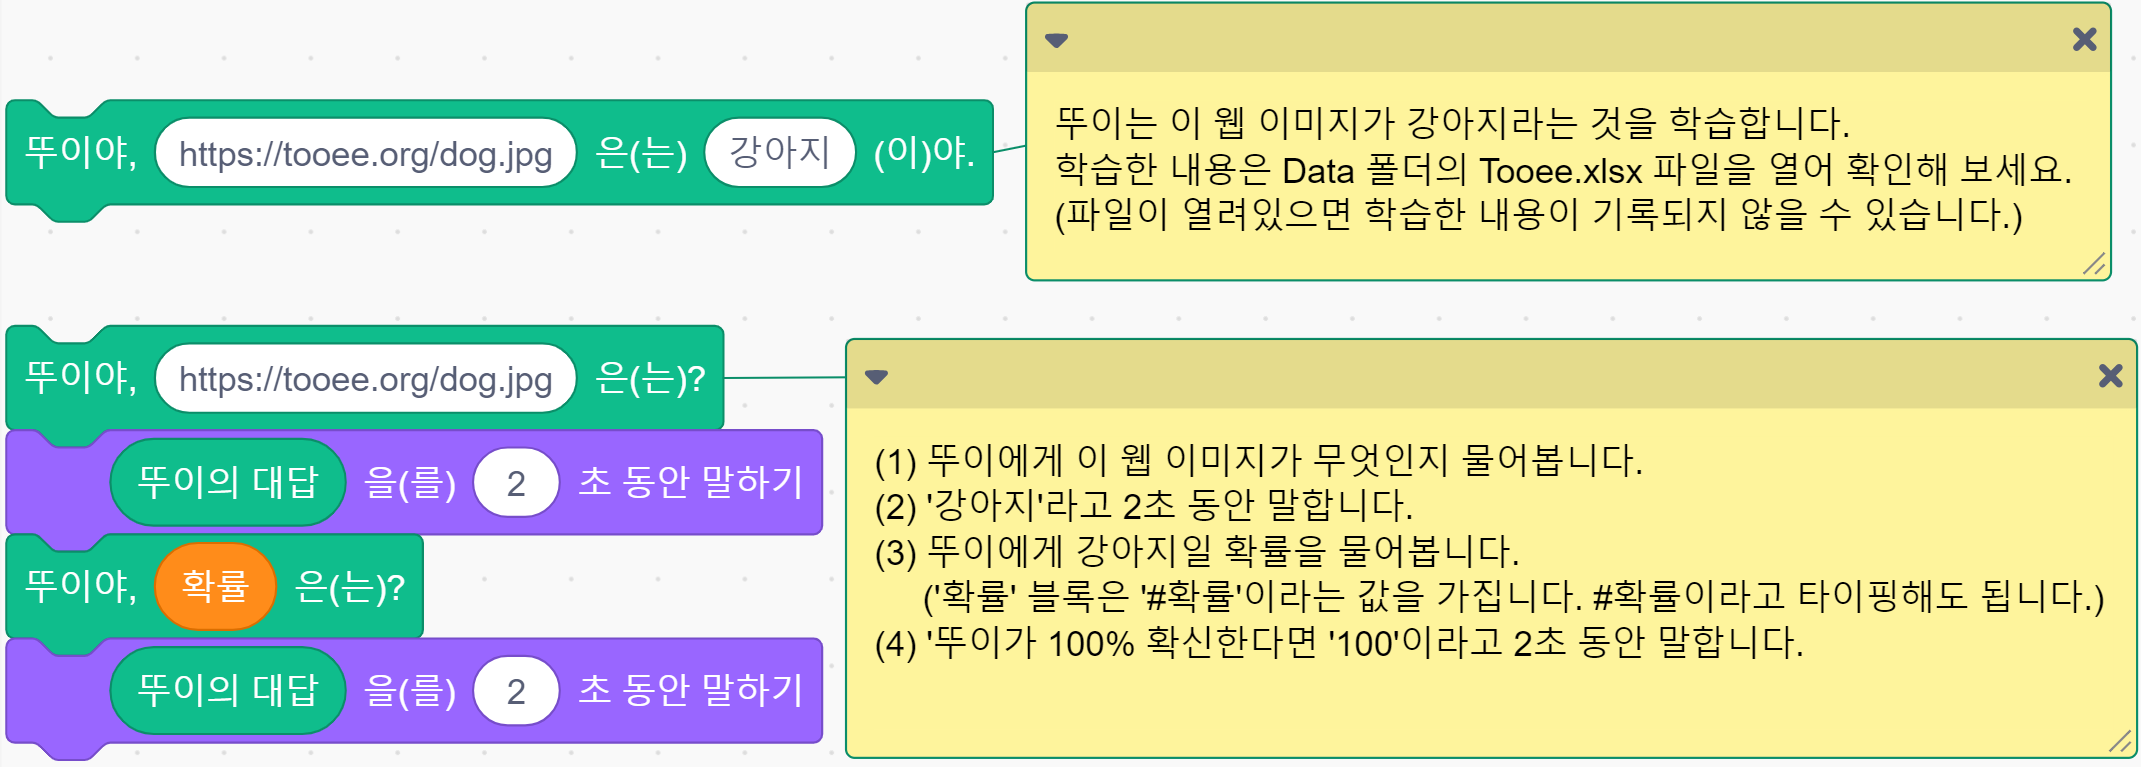 뚜이야, https://tooee.org/dog.jpg 은(는) 강아지 (이)야.
뚜이는 이 웹 이미지가 강아지라는 것을 학습합니다.
학습한 내용은 Data 폴더의 Tooee.xlsx 파일을 열어 확인해 보세요.
(파일이 열려있으면 학습한 내용이 기록되지 않을 수 있습니다.)
뚜이야, https://tooee.org/dog.jpg 은(는)?
뚜이의 대답 을(를) 2 초 동안 말하기
뚜이야, 확률 은(는)?
뚜이의 대답 을(를) 2 초 동안 말하기
(1) 뚜이에게 이 웹 이미지가 무엇인지 물어봅니다.
(2) '강아지'라고 2초 동안 말합니다.
(3) 뚜이에게 강아지일 확률을 물어봅니다.
('확률' 블록은 '#확률'이라는 값을 가집니다. #확률이라고 타이핑해도 됩니다.)
(4) '뚜이가 100% 확신한다면 '100'이라고 2초 동안 말합니다.